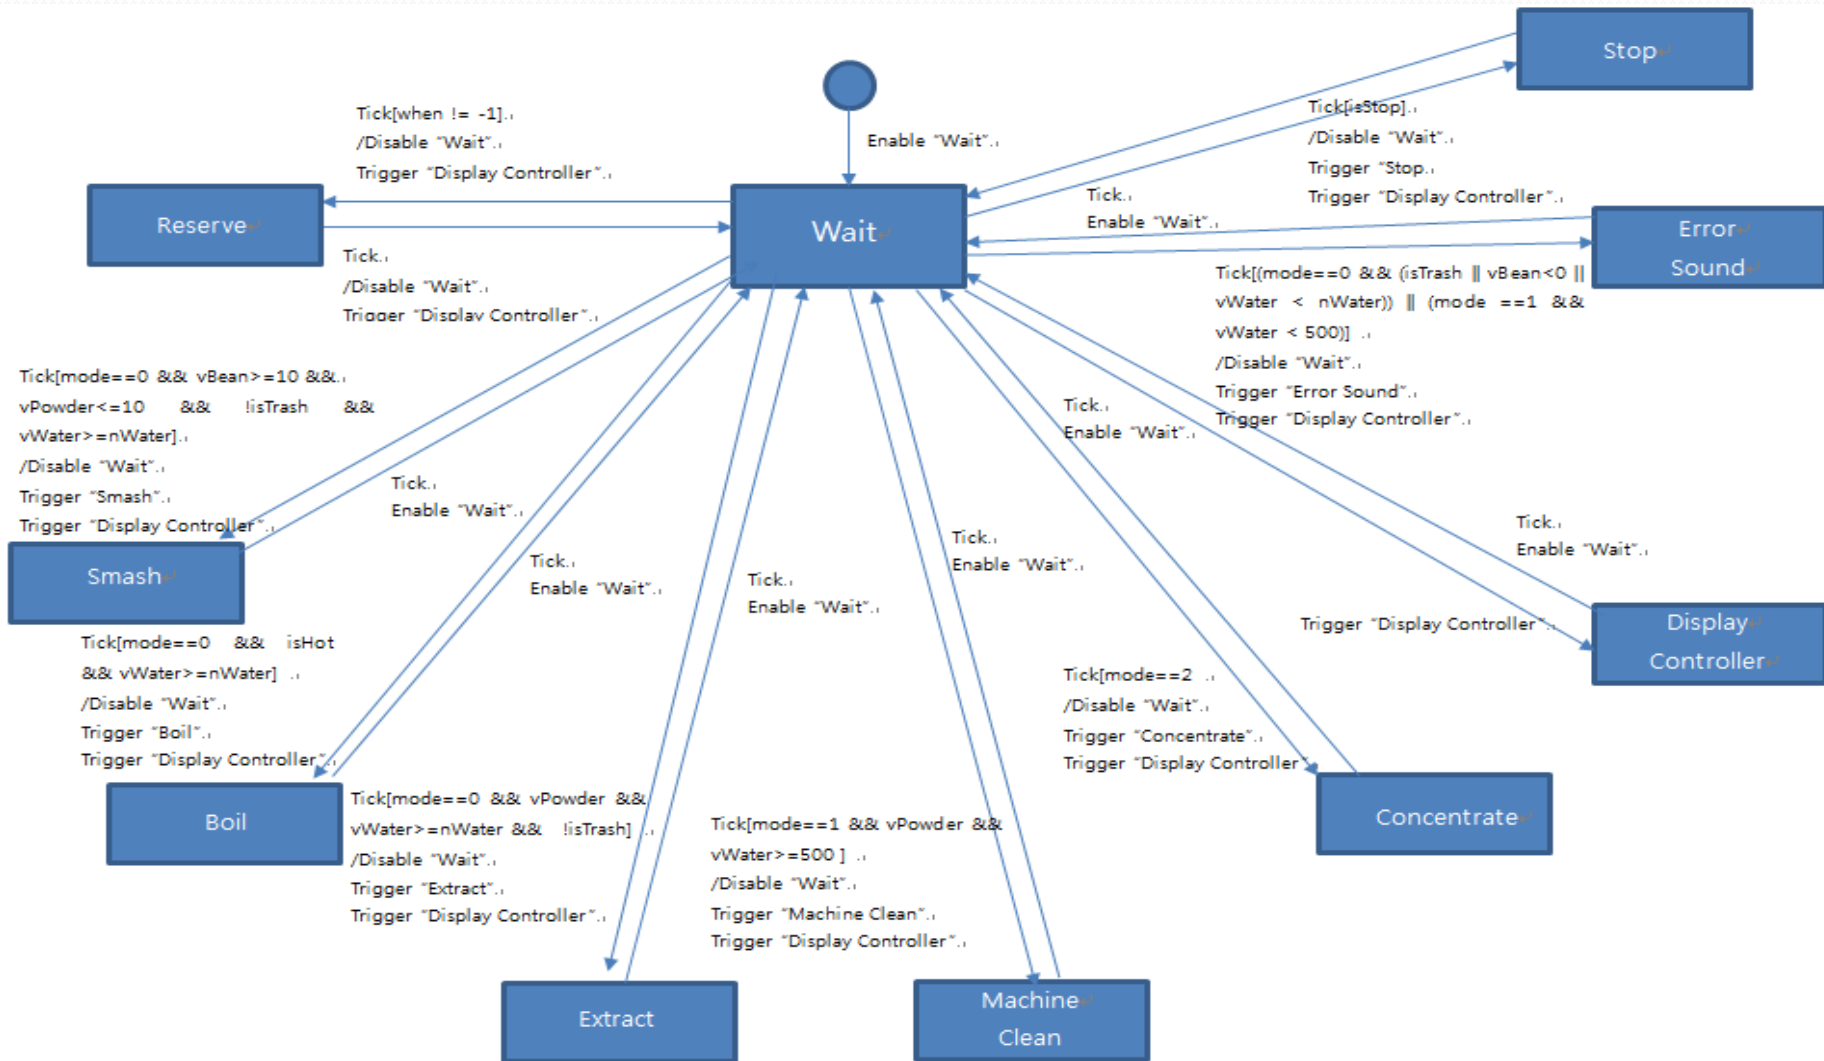 Stop
Tick[when != -1].
/Disable “Wait”.
Trigger “Display Controller”.
Enable “Wait”.
Tick[isStop].
/Disable “Wait”.
Trigger “Stop.
Trigger “Display Controller”.
Reserve
Wait
Tick.
Enable “Wait”.
Error
Sound
Tick.
/Disable “Wait”.
Trigger “Display Controller”.
Tick[(mode==0 && (isTrash || vBean<0 ||
vWater < nWater)) || (mode ==1 &&
vWater < 500)] .
/Disable “Wait”.
Trigger “Error Sound”.
Trigger “Display Controller”.
Tick[mode==0 && vBean>=10 &&.
vPowder<=10 && !isTrash &&
vWater>=nWater].
/Disable “Wait”.
Trigger “Smash”.
Trigger “Display Controller”.
Tick.
Enable “Wait”.
Tick.
Enable “Wait”.
Smash
Tick.
Enable “Wait”.
Tick.
Enable “Wait”.
Tick.
Enable “Wait”.
Tick.
Enable “Wait”.
Trigger “Display Controller”.
Display
Controller
Tick[mode==0 && isHot
&& vWater>=nWater] .
/Disable “Wait”.
Trigger “Boil”.
Trigger “Display Controller”.
Tick[mode==2 .
/Disable “Wait”.
Trigger “Concentrate”.
Trigger “Display Controller”.
Boil
Tick[mode==0 && vPowder &&
vWater>=nWater && !isTrash] .
/Disable “Wait”.
Trigger “Extract”.
Trigger “Display Controller”.
Tick[mode==1 && vPowder &&
vWater>=500 ] .
/Disable “Wait”.
Trigger “Machine Clean”.
Trigger “Display Controller”.
Concentrate
Extract
Machine
Clean